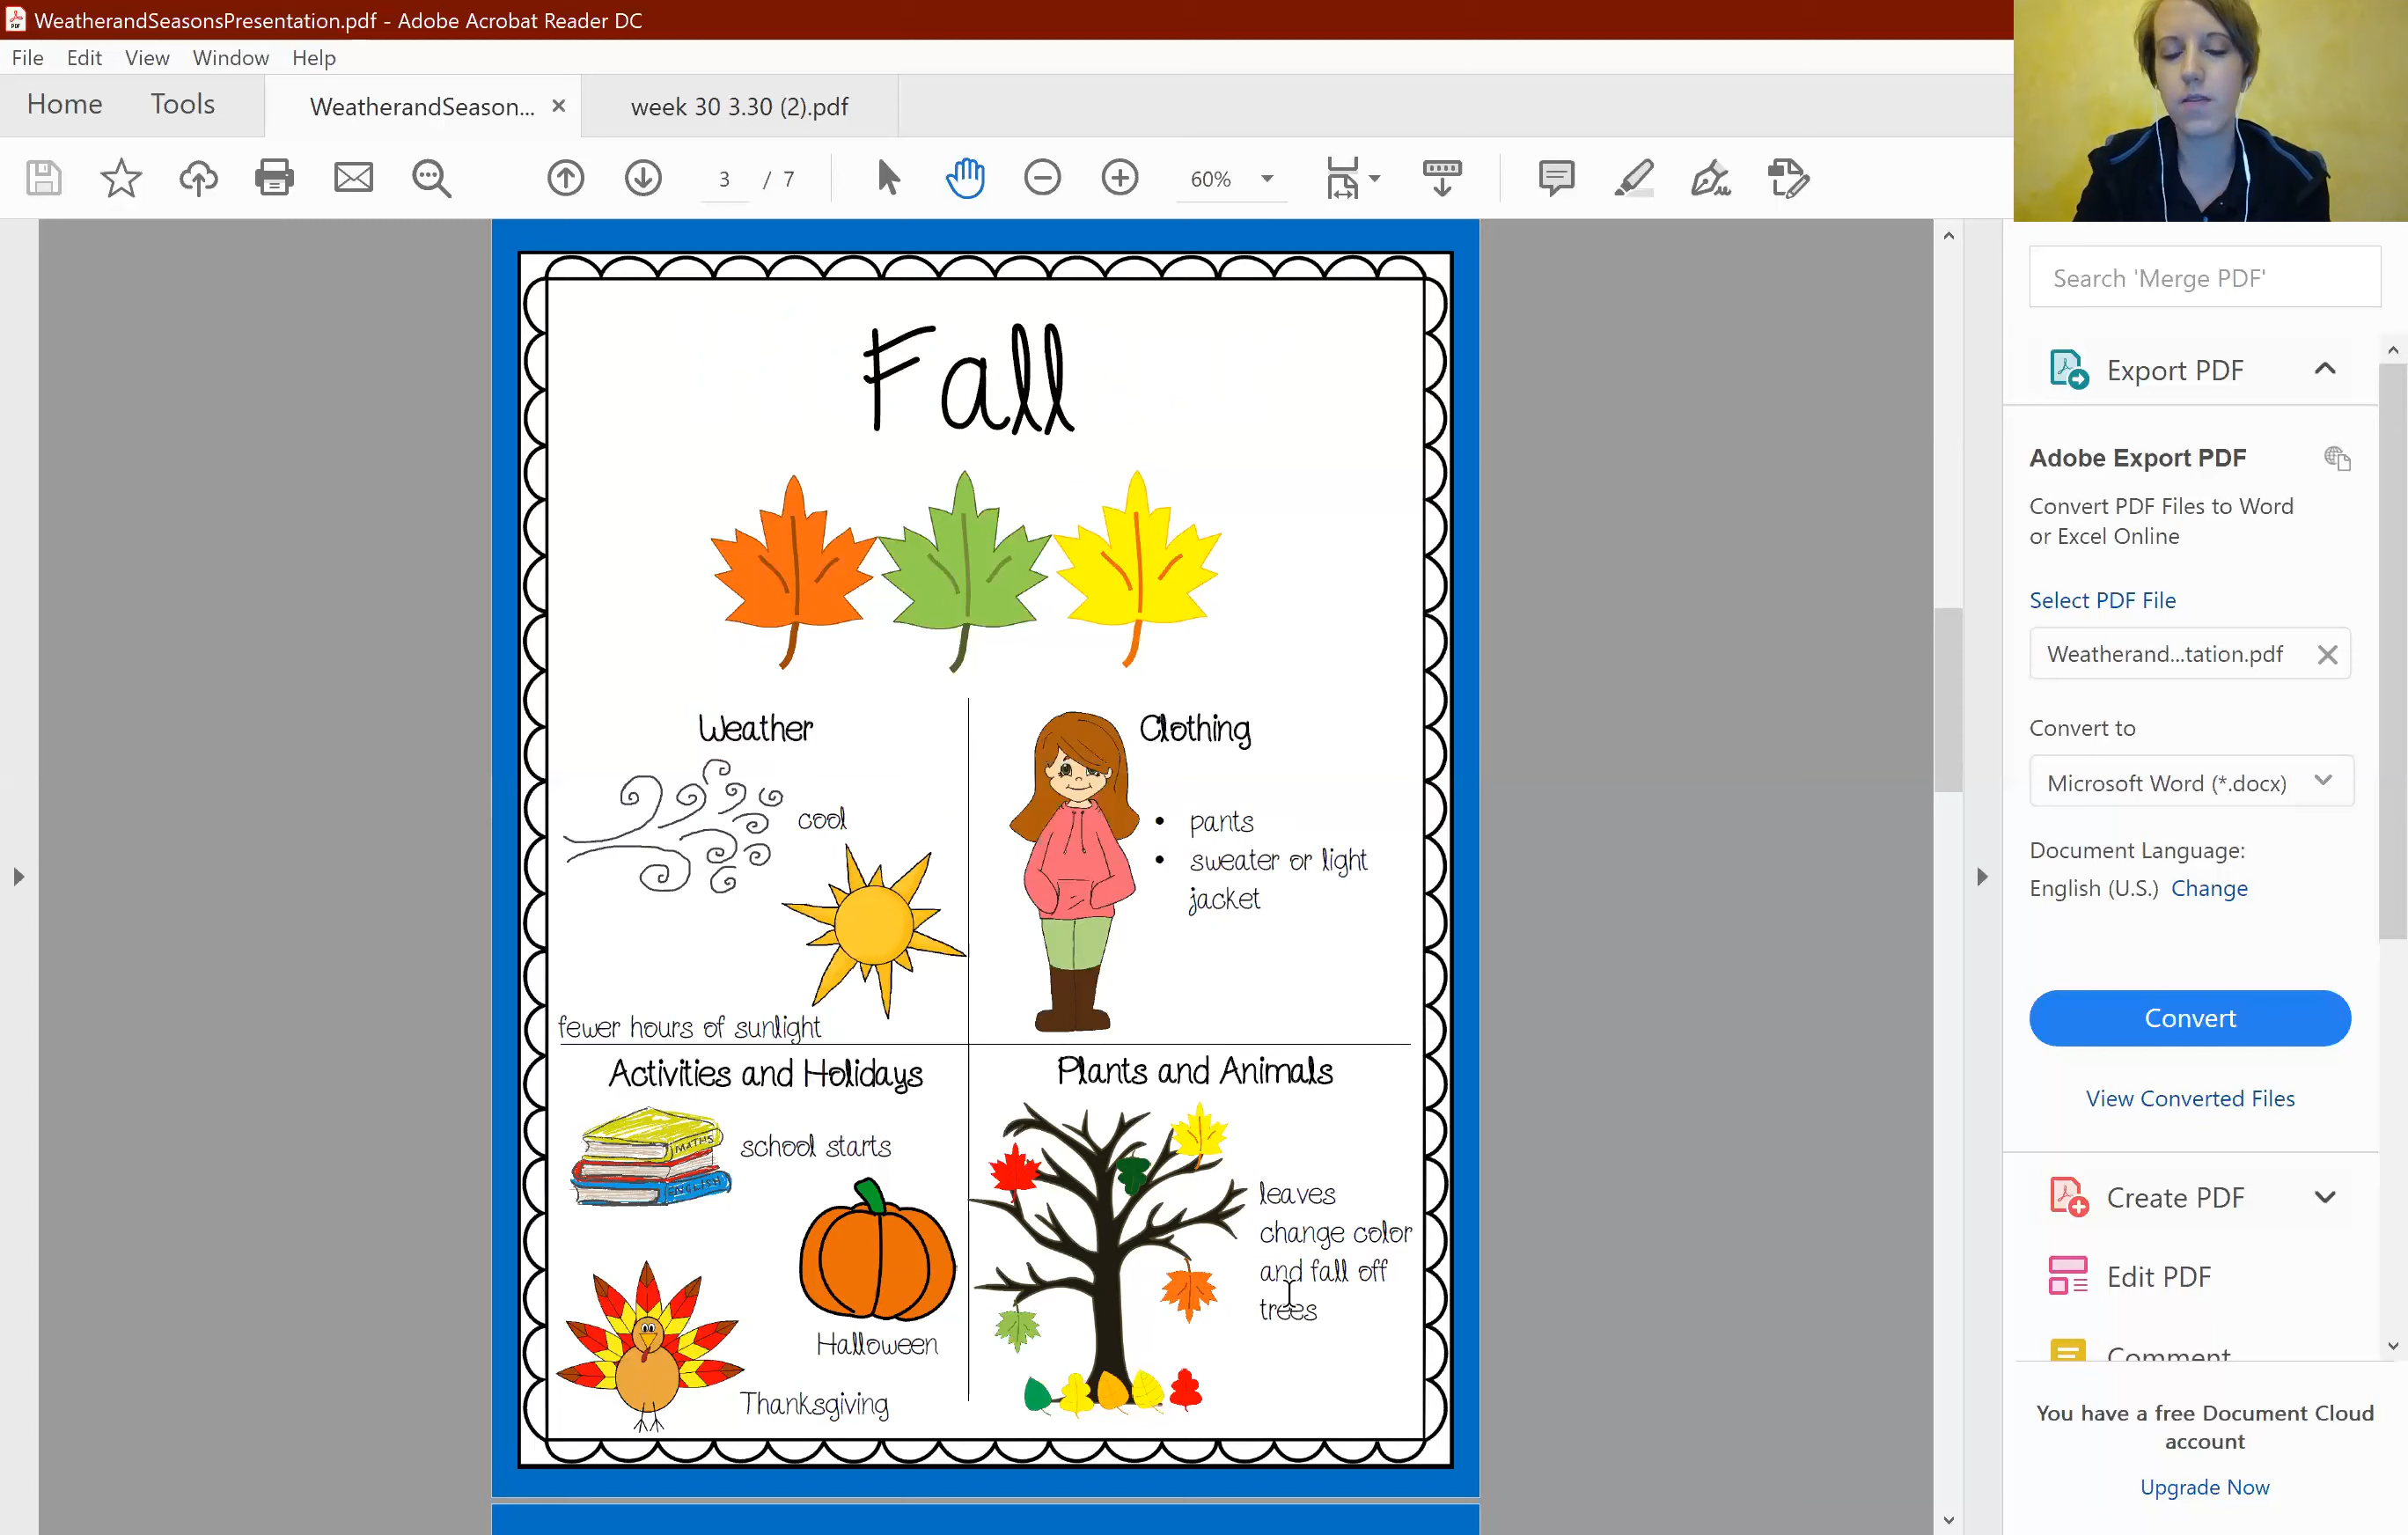 WeatherandSeasonsPresentation.pdf - Adobe Acrobat Reader DC
File Edit View Window Help
Home Tools WeatherandSeason... week 30 3.30 (2).pdf
3 / 7 60%
Search 'Merge PDF'
Export PDF
Adobe Export PDF
Convert PDF Files to Word
or Excel Online
Select PDF File
Weatherand...tation.pdf
Convert to
Microsoft Word (*.docx)
Document Language:
English (U.S.) Change
Convert
View Converted Files
Create PDF
Edit PDF
Comment
You have a free Document Cloud
account
Upgrade Now
Fall
Weather
cool
fewer hours of sunlight
Clothing
• pants
• sweater or light
jacket
Activities and Holidays
MATHS
ENGLISH
school starts
Halloween
Thanksgiving
Plants and Animals
leaves
change color
and fall off
trees